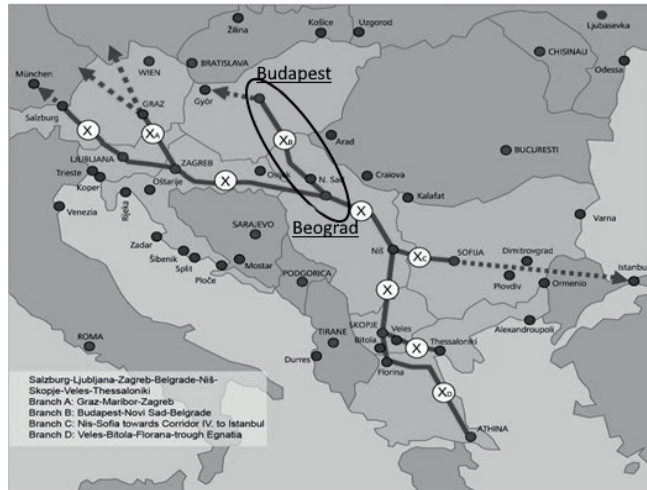 Žilina
Košice
Uzgorod
Ljubasevka
CHISINAU
München
WIEN
BRATISLAVA
Odessa
Budapest
Györ
Salzburg
GRAZ
X
XA
XB
Arad
LJUBLJANA
ZAGREB
Osijek
N. Sad
BUCURESTI
Trieste
Koper
Oštarije
X
Craiova
Kalafat
Venezia
Rijeka
Beograd
X
Varna
SARAJEVO
Zadar
Šibenik
Split
Ploče
Mostar
Niš
XC
SOFIJA
Dimitrovgrad
Istanbul
PODGORICA
X
Plovdiv
Ormenio
SKOPJE
Veles
Thessaloniki
Alexandroupoli
ROMA
TIRANE
Bitola
X
Durres
Florina
XD
ATHINA
Salzburg-Ljubljana-Zagreb-Belgrade-Niš-
Skopje-Veles-Thessaloniki
Branch A: Graz-Maribor-Zagreb
Branch B: Budapest-Novi Sad-Belgrade
Branch C: Nis-Sofia towards Corridor IV. to Istanbul
Branch D: Veles-Bitola-Florana-trough Egnatia